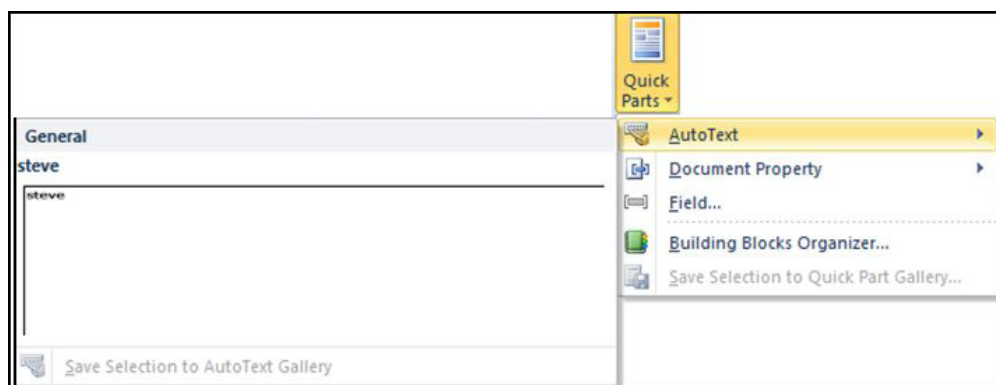 Quick
Parts
General
steve
steve
Save Selection to AutoText Gallery
AutoText
Document Property
Field...
Building Blocks Organizer...
Save Selection to Quick Part Gallery...